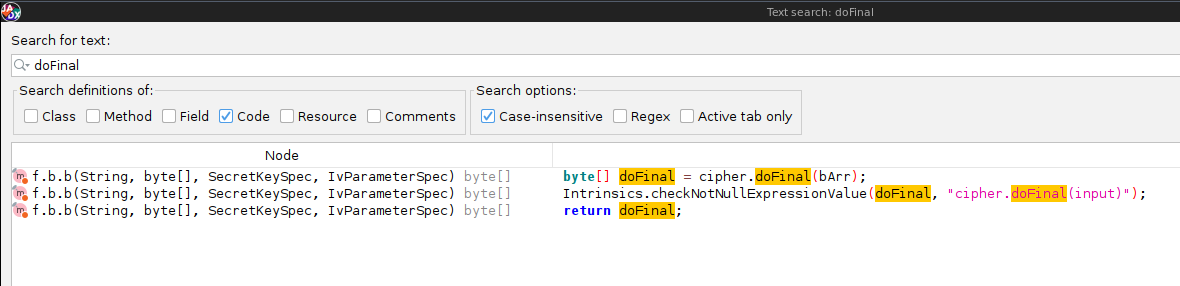 Text search: doFinal
Search for text:
doFinal
Search definitions of: Search options:
Class Method Field Code Resource Comments Case-insensitive Regex Active tab only
Node
f.b.b(String, byte[], SecretKeySpec, IvParameterSpec) byte[] byte[] doFinal = cipher.doFinal(bArr);
f.b.b(String, byte[], SecretKeySpec, IvParameterSpec) byte[] Intrinsics.checkNotNullExpressionValue(doFinal, "cipher.doFinal(input)");
f.b.b(String, byte[], SecretKeySpec, IvParameterSpec) byte[] return doFinal;